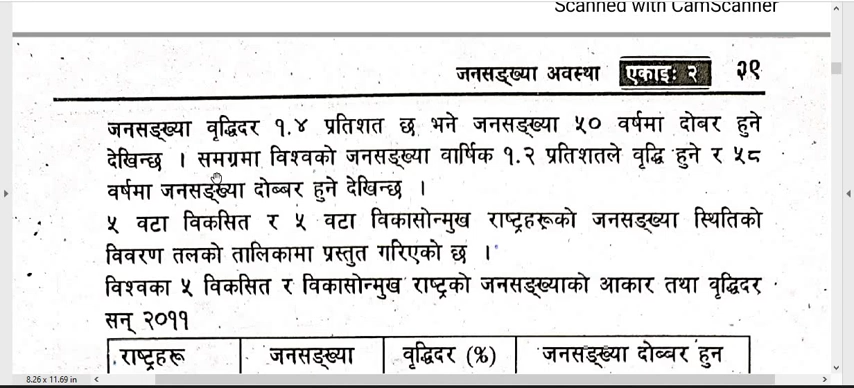 Scanned with CamScanner
जनसङ्ख्या अवस्था एकाइः २ २९
जनसङ्ख्या वृद्धिदर १.४ प्रतिशत छ भने जनसङ्ख्या ५० वर्षमा दोबर हुने
देखिन्छ । समग्रमा विश्वको जनसङ्ख्या वार्षिक १.२ प्रतिशतले वृद्धि हुने र ५८
वर्षमा जनसङ्ख्या दोब्बर हुने देखिन्छ ।
५ वटा विकसित र ५ वटा विकासोन्मुख राष्ट्रहरूको जनसङ्ख्या स्थितिको
विवरण तलको तालिकामा प्रस्तुत गरिएको छ ।
विश्वका ५ विकसित र विकासोन्मुख राष्ट्रको जनसङ्ख्याको आकार तथा वृद्धिदर
सन् २०११
राष्ट्रहरू जनसङ्ख्या वृद्धिदर (%) जनसङ्ख्या दोब्बर हुन
8.26 x 11.69 in